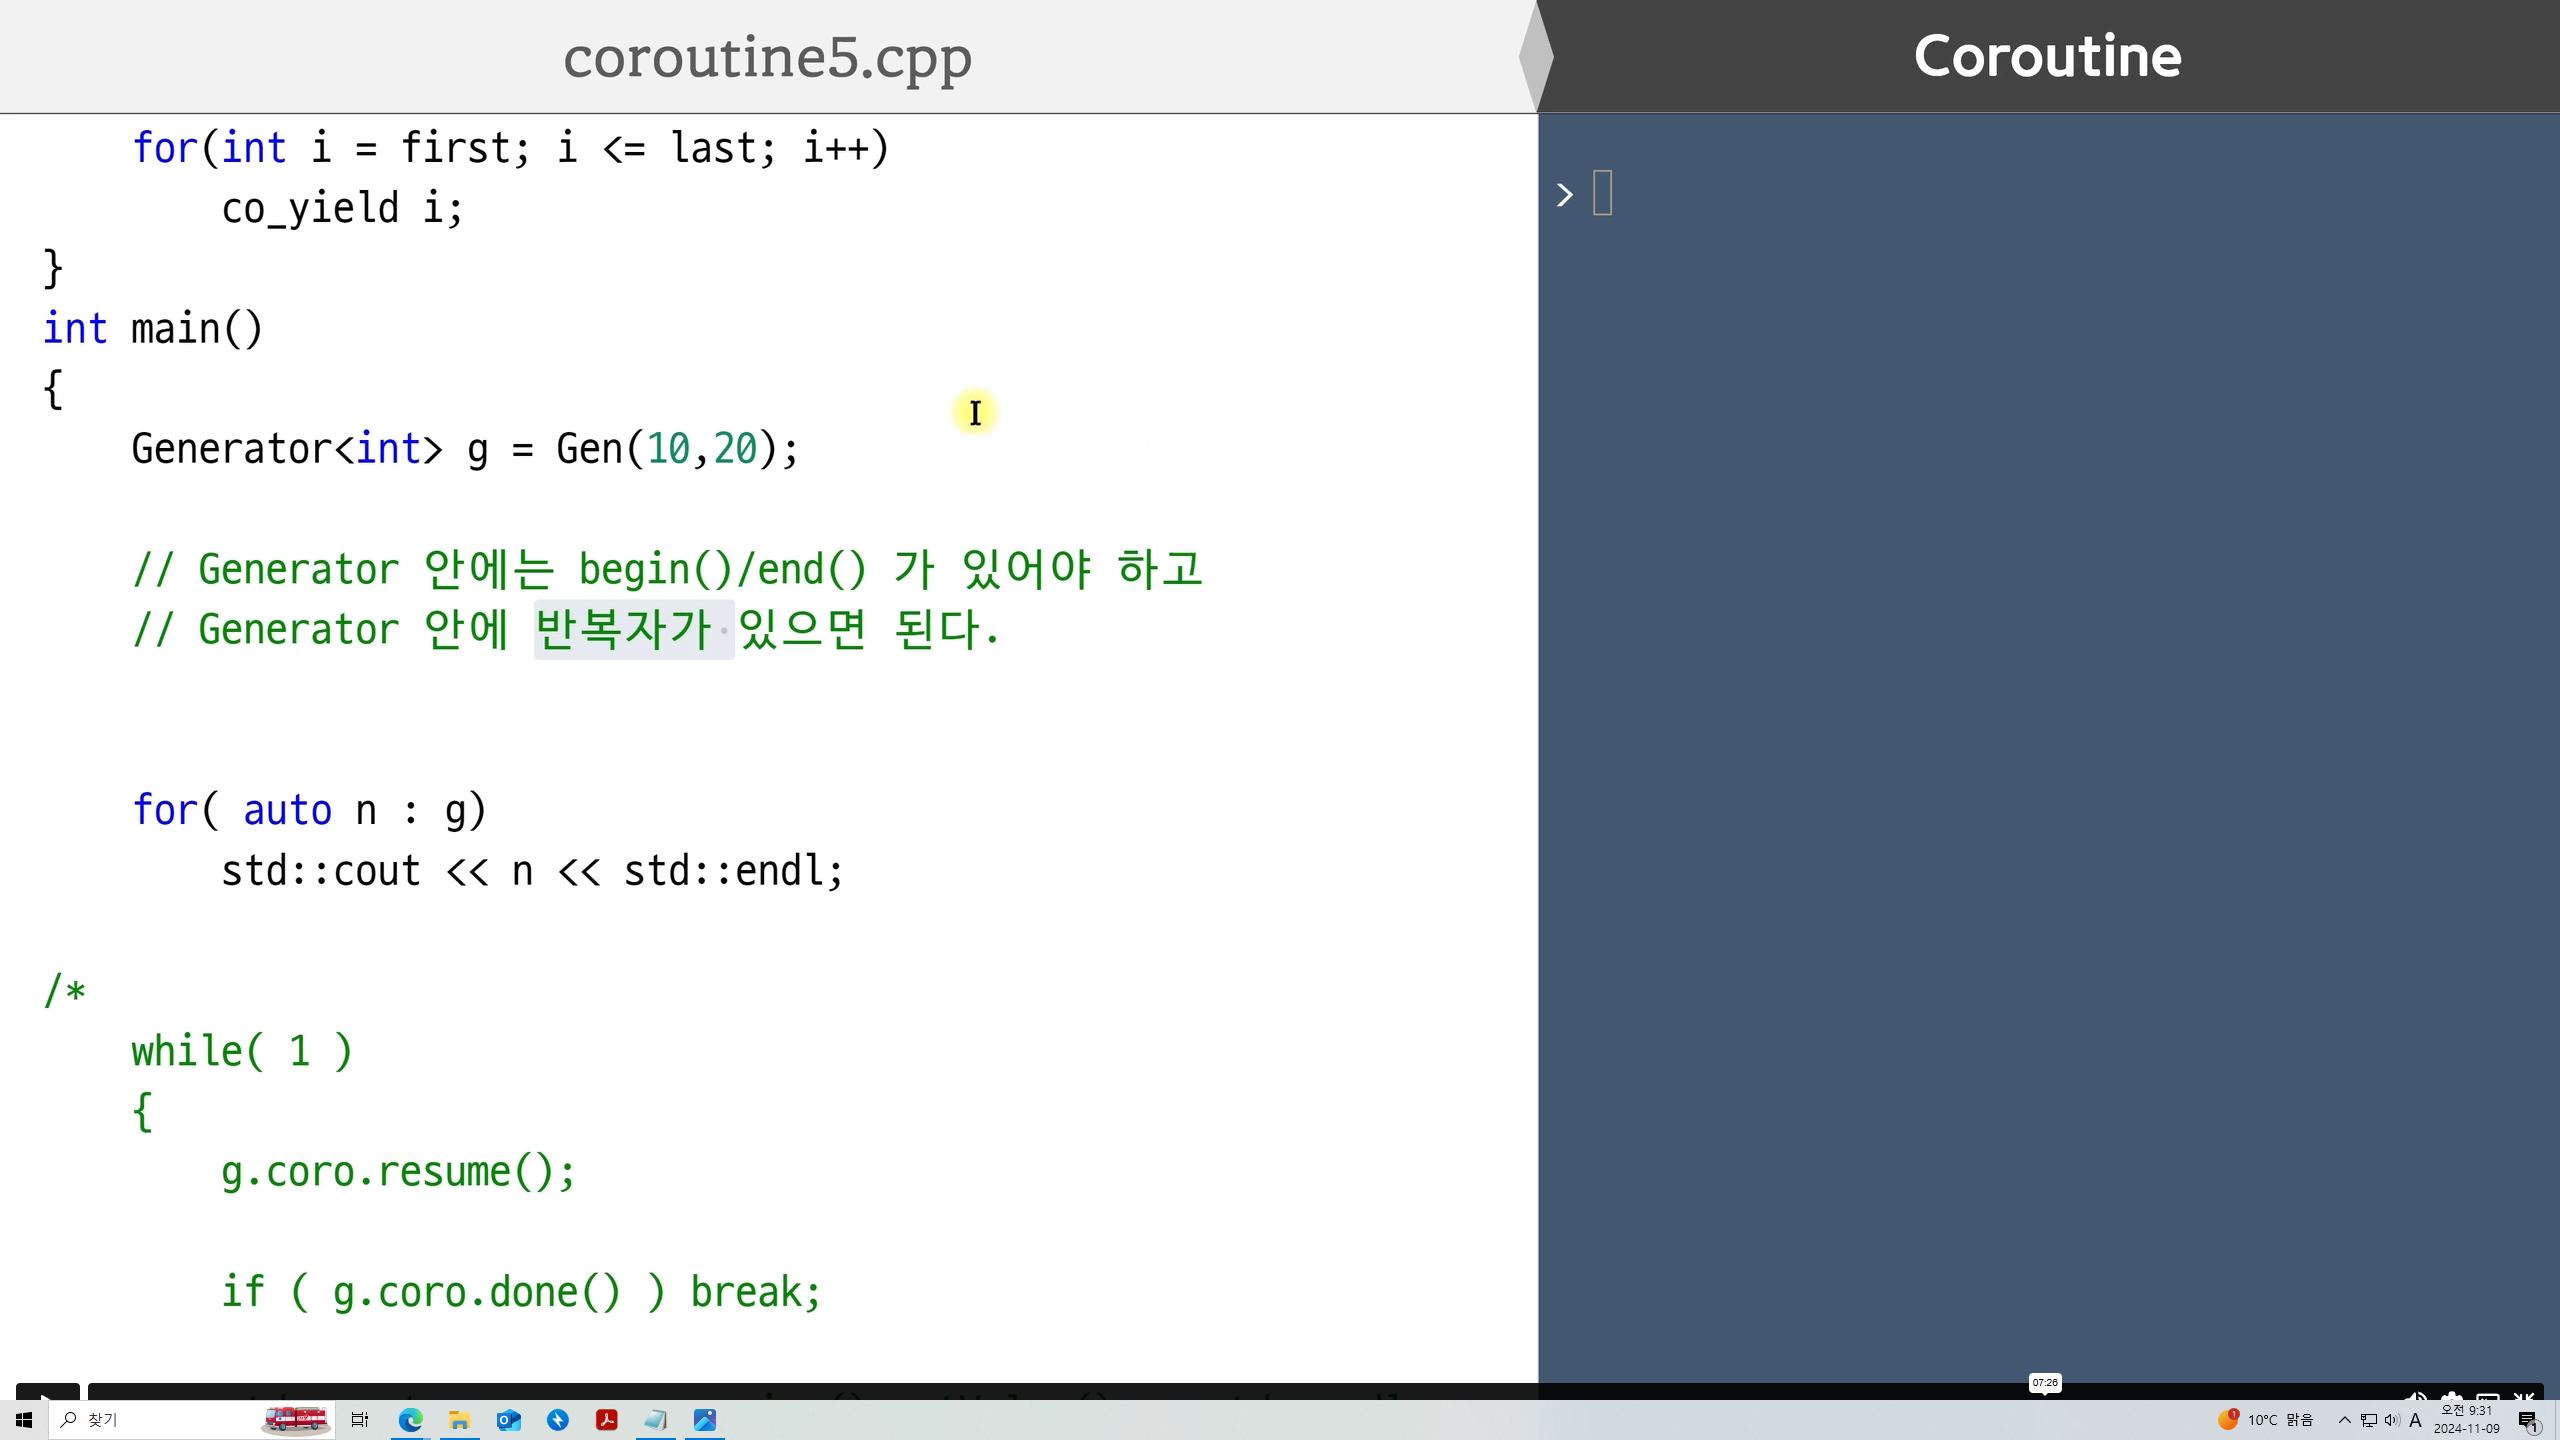 coroutine5.cpp
Coroutine
for(int i = first; i <= last; i++)
co_yield i;
}
int main()
{
Generator<int> g = Gen(10,20);
// Generator 안에는 begin()/end() 가 있어야 하고
// Generator 안에 반복자가 있으면 된다.
for( auto n : g)
std::cout << n << std::endl;
/*
while( 1 )
{
g.coro.resume();
if ( g.coro.done() ) break;
>
07:26
찾기
10°C 맑음
A
오전 9:31
2024-11-09